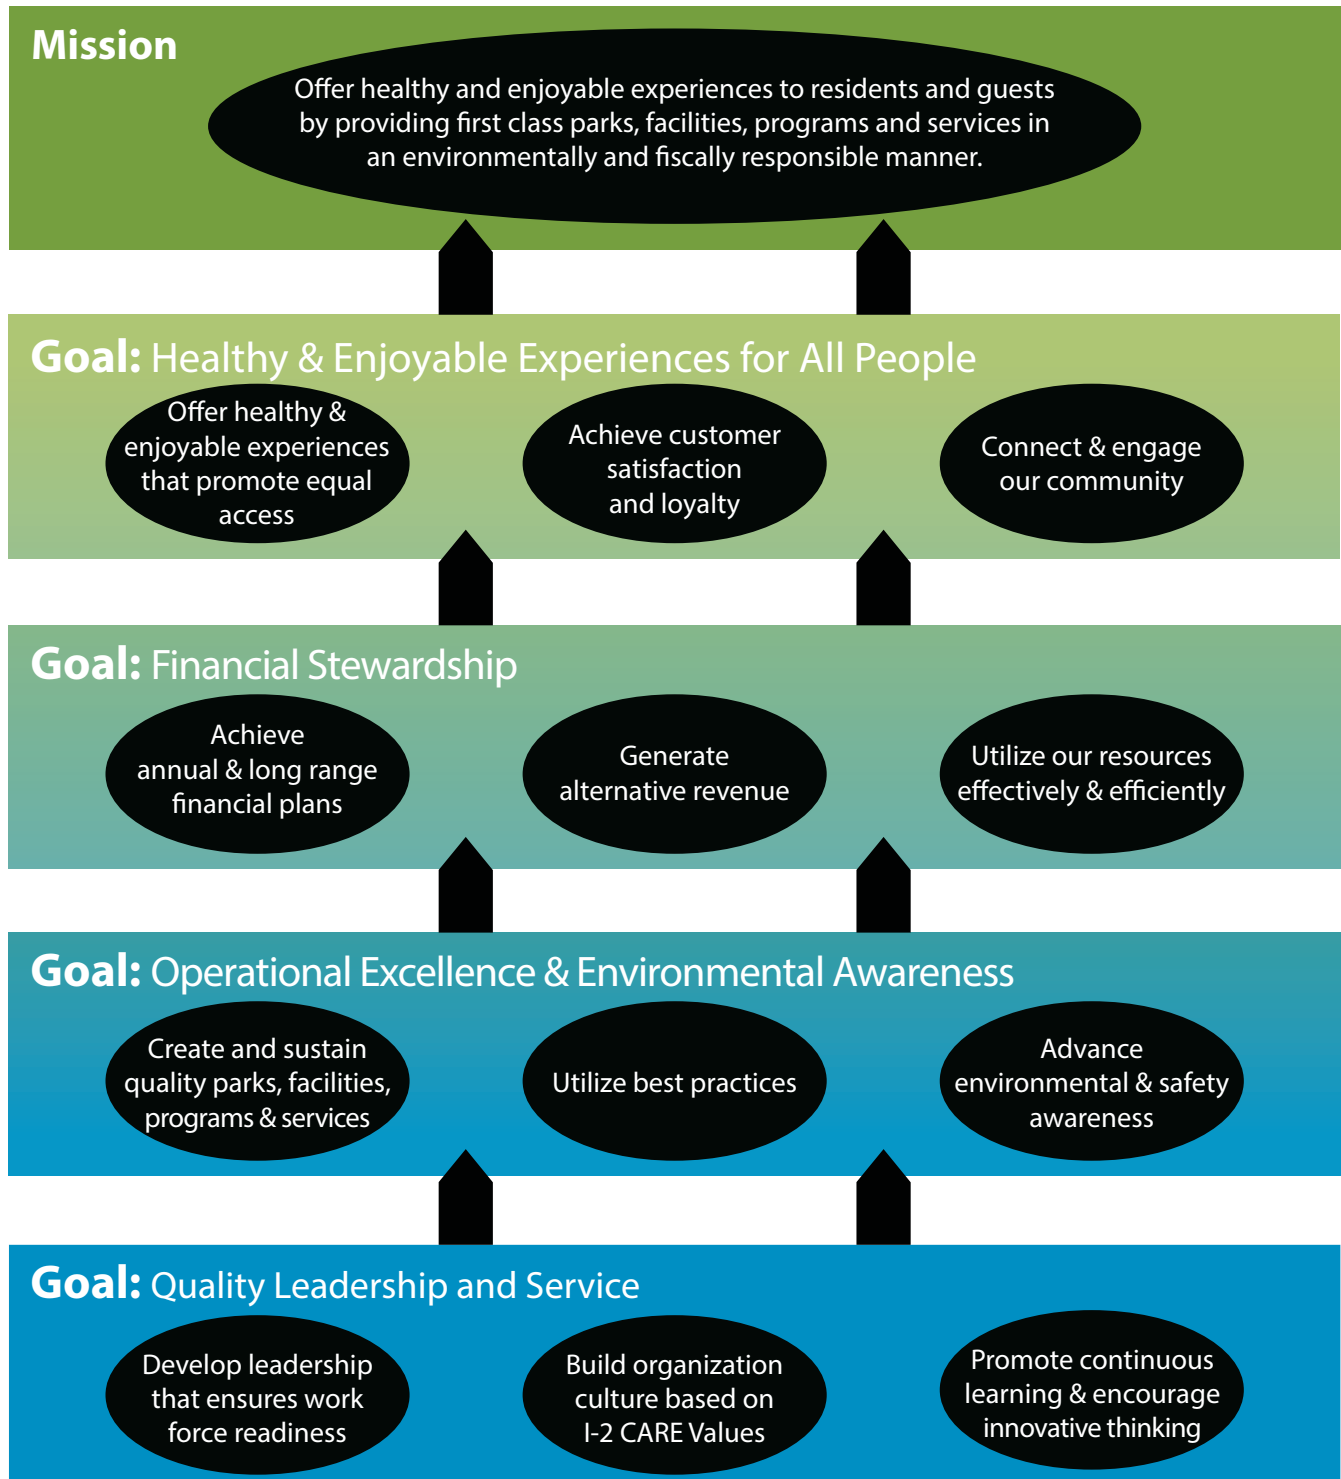 Mission
Offer healthy and enjoyable experiences to residents and guests
by providing first class parks, facilities, programs and services in
an environmentally and fiscally responsible manner.
Goal: Healthy & Enjoyable Experiences for All People
Offer healthy &
enjoyable experiences
that promote equal
access
Achieve customer
satisfaction
and loyalty
Connect & engage
our community
Goal: Financial Stewardship
Achieve
annual & long range
financial plans
Generate
alternative revenue
Utilize our resources
effectively & efficiently
Goal: Operational Excellence & Environmental Awareness
Create and sustain
quality parks, facilities,
programs & services
Utilize best practices
Advance
environmental & safety
awareness
Goal: Quality Leadership and Service
Develop leadership
that ensures work
force readiness
Build organization
culture based on
I-2 CARE Values
Promote continuous
learning & encourage
innovative thinking